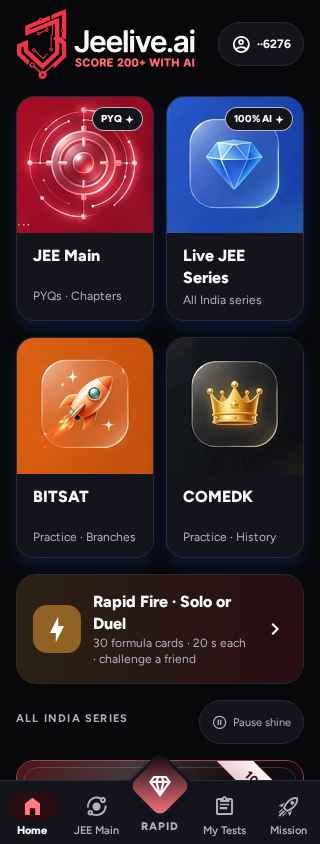 Jeelive.ai
SCORE 200+ WITH AI
··6276
PYQ
100% AI
JEE Main
PYQs · Chapters
Live JEE
Series
All India series
BITSAT
Practice · Branches
COMEDK
Practice · History
Rapid Fire · Solo or
Duel
30 formula cards · 20 s each
· challenge a friend
ALL INDIA SERIES
Pause shine
Home
JEE Main
RAPID
My Tests
Mission